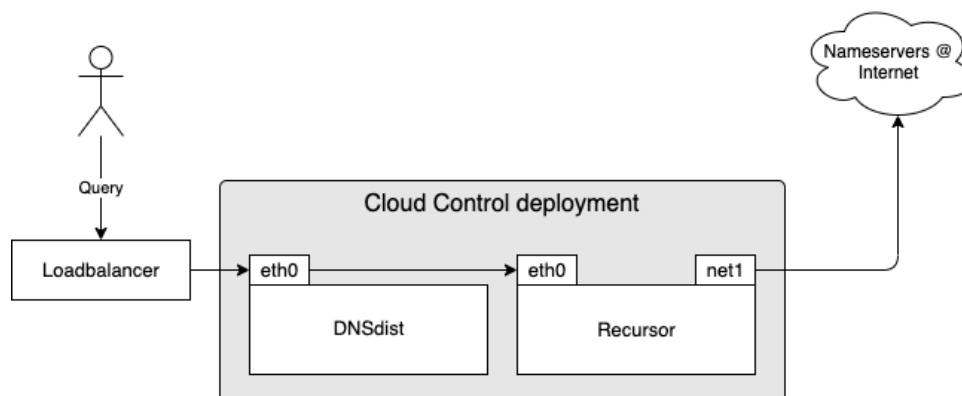 Nameservers @
Internet
Query
Cloud Control deployment
Loadbalancer
eth0
eth0
net1
DNSdist
Recursor